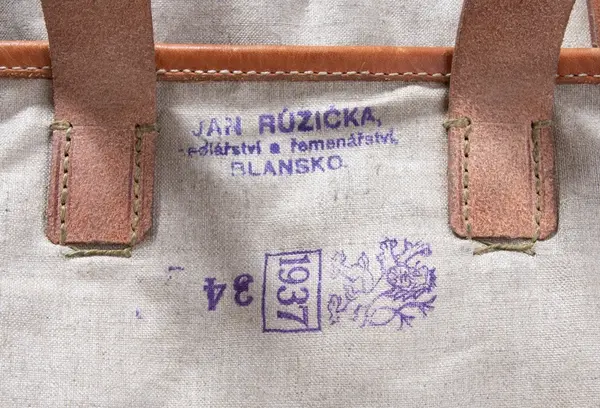 JAN RŮŽIČKA,
sedlářství a řemenářství,
BLANSKO.
1937
34